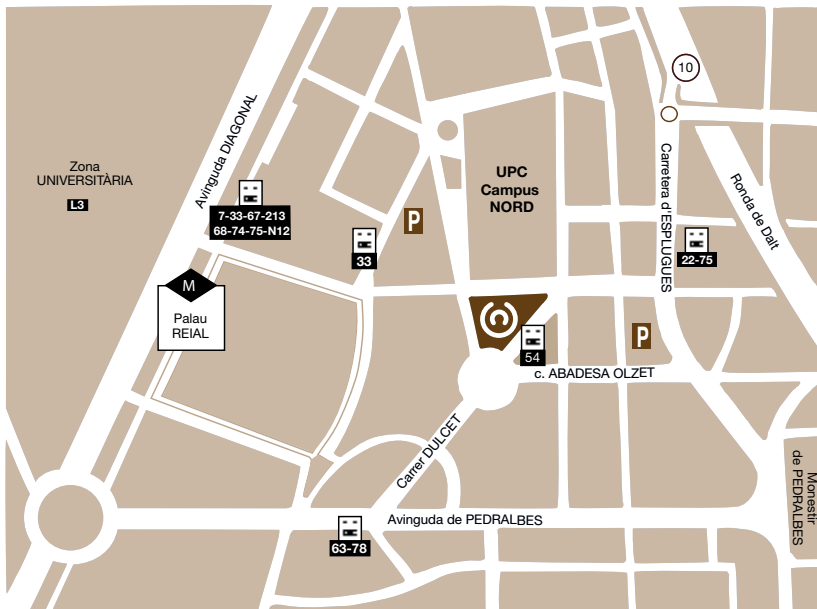 10
Avinguda DIAGONAL
Zona
UNIVERSITÀRIA
L3
UPC
Campus
NORD
Carretera d'ESPLUGUES
Ronda de Dalt
7-33-67-213
68-74-75-N12
P
33
22-75
M
Palau
REIAL
P
54
c. ABADESA OLZET
Carrer DULCET
Avinguda de PEDRALBES
63-78
Monestir
de PEDRALBES